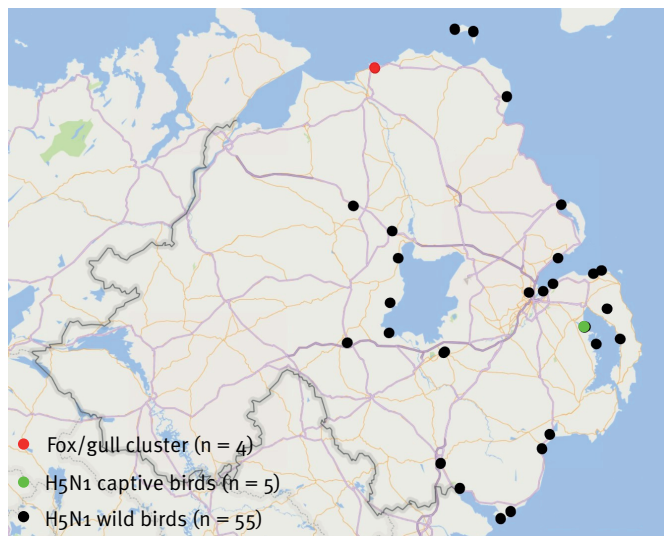 Fox/gull cluster (n = 4)
H5N1 captive birds (n = 5)
H5N1 wild birds (n = 55)